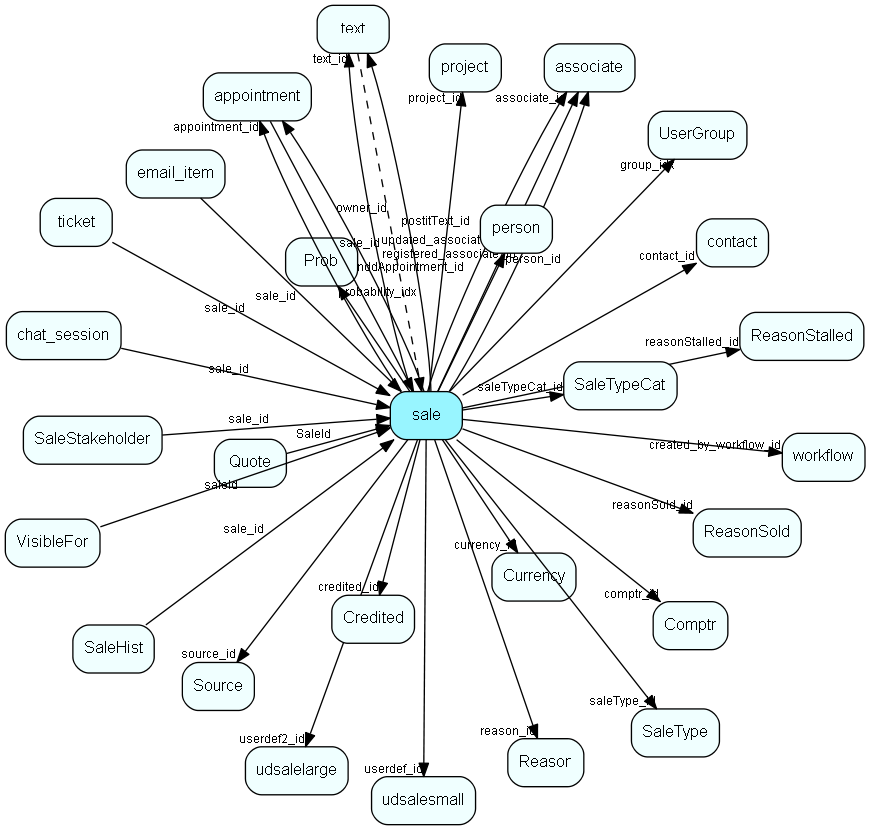 text
text_id
project
project_id
associate
associate_i
appointment
appointment_id
UserGroup
group_idx
email_item
owner_id
ticket
postitText_id
person
contact
sale_id
updated_associate
registered_associate
person_id
contact_id
Prob
nddAppointment_id
sale_id
probability_idx
sale_id
chat_session
ReasonStalled
reasonStalled_id
sale_id
SaleTypeCat
saleTypeCat_id
sale
sale_id
SaleStakeholder
SaleId
created_by_workflow_id
workflow
Quote
saleId
reasonSold_id
ReasonSold
sale_id
VisibleFor
currency_i
Currency
credited_id
comptr_id
Credited
Comptr
SaleHist
source_id
Source
saleType_id
SaleType
reason_id
userdef2_id
Reasor
userdef_id
udsalelarge
udsalesmall